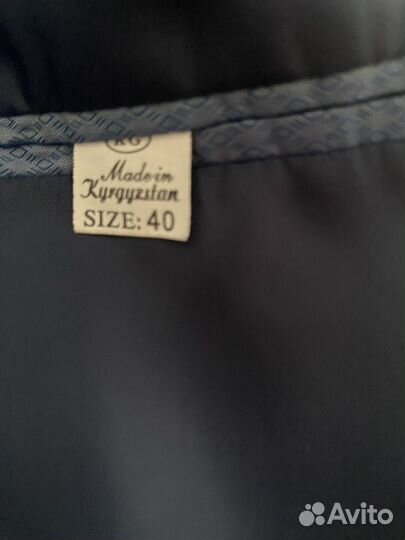 KG
Made in
Kyrgyzstan
SIZE: 40
Avito